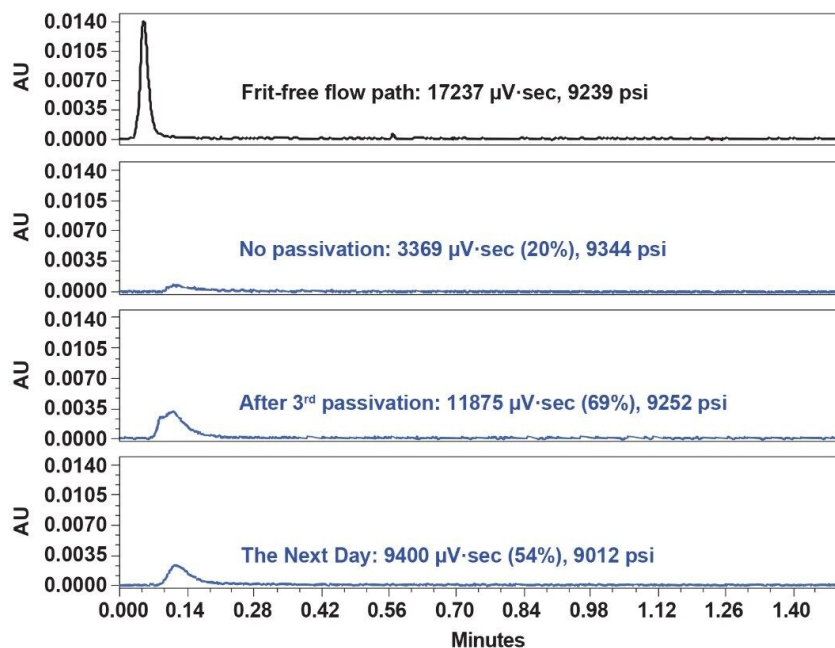 0.0140
0.0105
0.0070
0.0035
0.0000
AU
Frit-free flow path: 17237 µV·sec, 9239 psi
0.0140
0.0105
0.0070
0.0035
0.0000
AU
No passivation: 3369 µV·sec (20%), 9344 psi
0.0140
0.0105
0.0070
0.0035
0.0000
AU
After 3rd passivation: 11875 µV·sec (69%), 9252 psi
0.0140
0.0105
0.0070
0.0035
0.0000
AU
The Next Day: 9400 µV·sec (54%), 9012 psi
0.000 0.14 0.28 0.42 0.56 0.70 0.84 0.98 1.12 1.26 1.40
Minutes